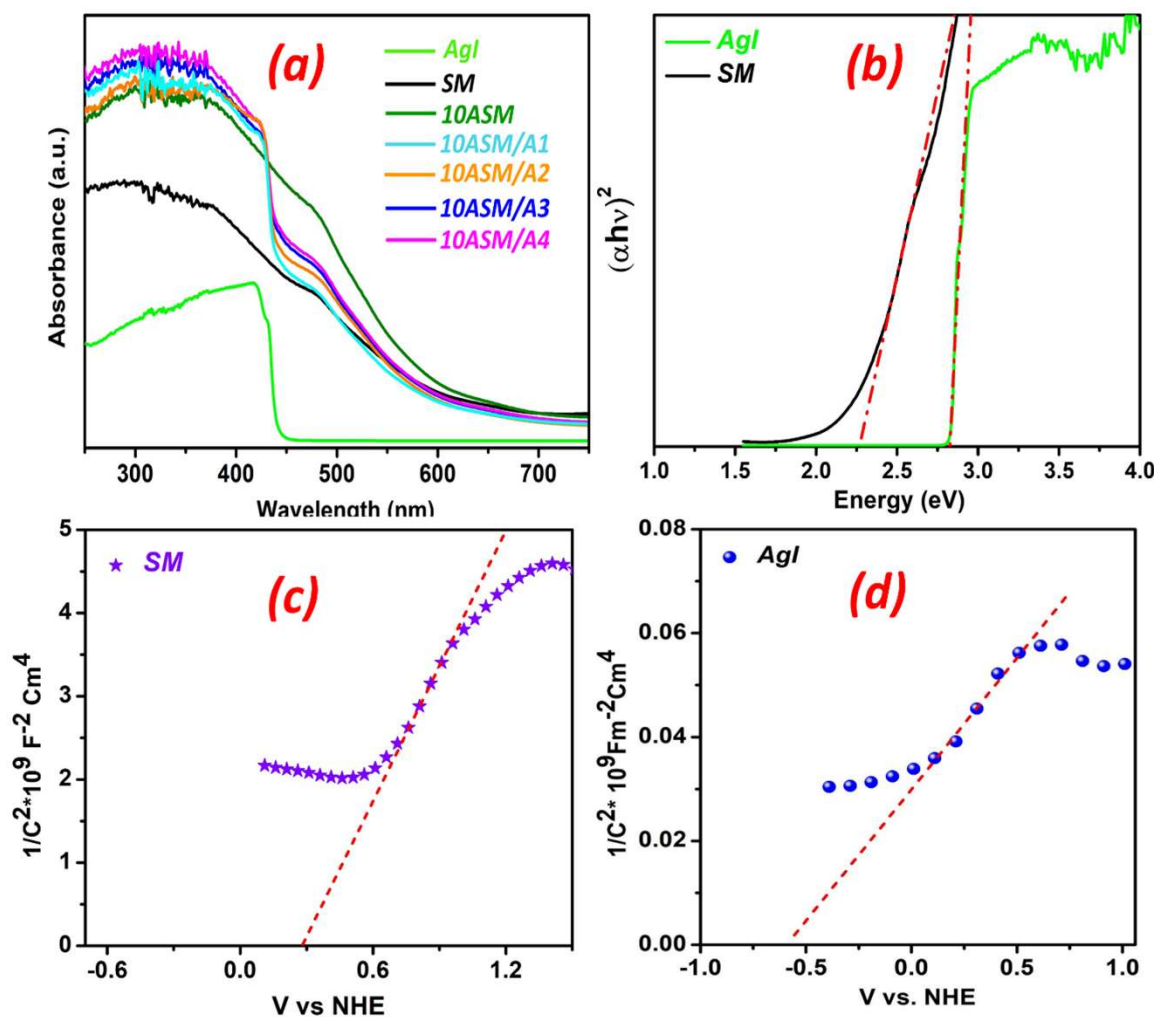 (a)
AgI
SM
10ASM
10ASM/A1
10ASM/A2
10ASM/A3
10ASM/A4
Absorbance (a.u.)
300 400 500 600 700
Wavelength (nm)
(b)
AgI
SM
(αhν)²
1.0 1.5 2.0 2.5 3.0 3.5 4.0
Energy (eV)
(c)
SM
1/C²*10⁹ F⁻² Cm⁴
5
4
3
2
1
0
-0.6 0.0 0.6 1.2
V vs NHE
(d)
AgI
1/C²* 10⁹Fm⁻²Cm⁴
0.08
0.06
0.04
0.02
0.00
-1.0 -0.5 0.0 0.5 1.0
V vs. NHE